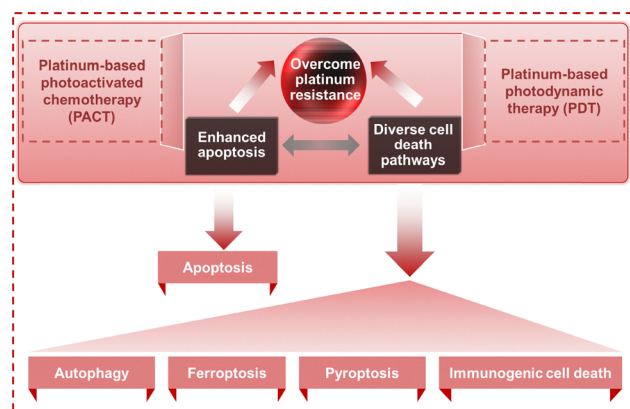 Platinum-based
photoactivated
chemotherapy
(PACT)
Overcome
platinum
resistance
Platinum-based
photodynamic
therapy (PDT)
Enhanced
apoptosis
Diverse cell
death
pathways
Apoptosis
Autophagy
Ferroptosis
Pyroptosis
Immunogenic cell death